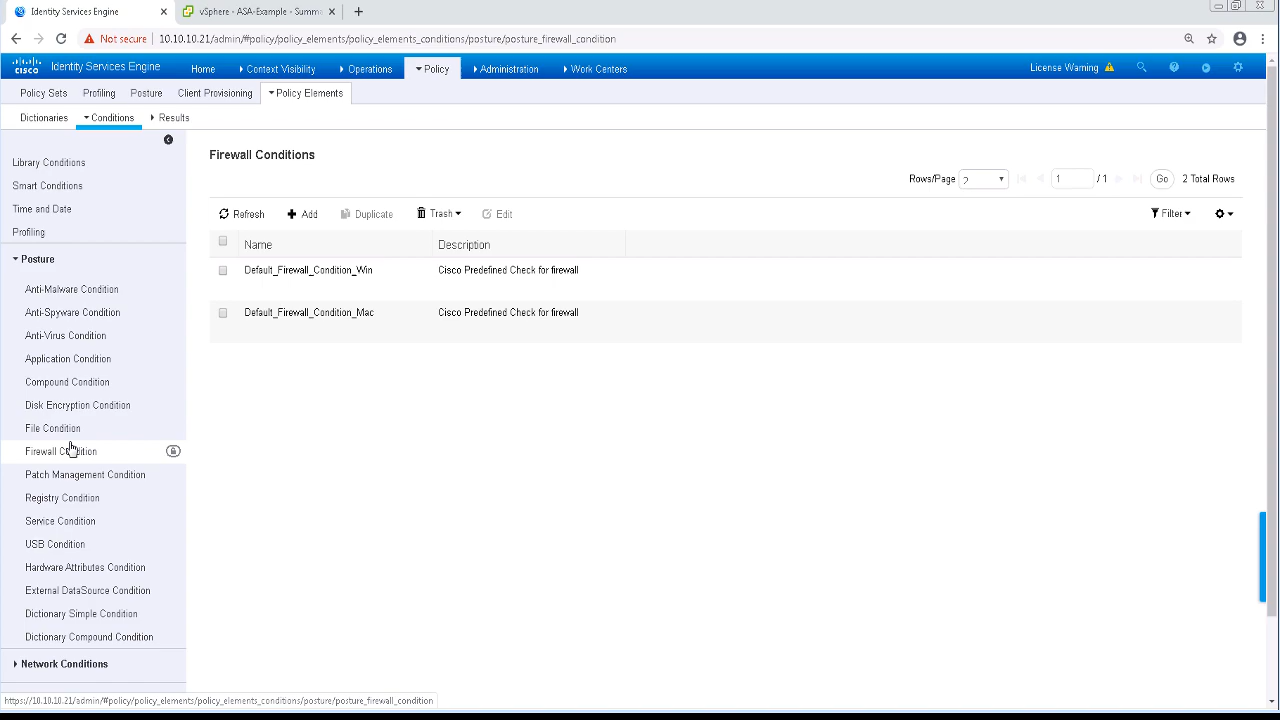 Identity Services Engine
vSphere - ASA-Example - Summ
Not secure
10.10.10.21/admin/#policy/policy_elements/policy_elements_conditions/posture/posture_firewall_condition
CISCO Identity Services Engine Home Context Visibility Operations Policy Administration Work Centers License Warning
Policy Sets Profiling Posture Client Provisioning Policy Elements
Dictionaries Conditions Results
Library Conditions
Smart Conditions
Time and Date
Profiling
Posture
Anti-Malware Condition
Anti-Spyware Condition
Anti-Virus Condition
Application Condition
Compound Condition
Disk Encryption Condition
File Condition
Firewall Condition
Patch Management Condition
Registry Condition
Service Condition
USB Condition
Hardware Attributes Condition
External DataSource Condition
Dictionary Simple Condition
Dictionary Compound Condition
Network Conditions
Firewall Conditions
Rows/Page 2 1 / 1 Go 2 Total Rows
Refresh Add Duplicate Trash Edit Filter
Name Description
Default_Firewall_Condition_Win Cisco Predefined Check for firewall
Default_Firewall_Condition_Mac Cisco Predefined Check for firewall
https://10.10.10.21/admin/#policy/policy_elements/policy_elements_conditions/posture/posture_firewall_condition